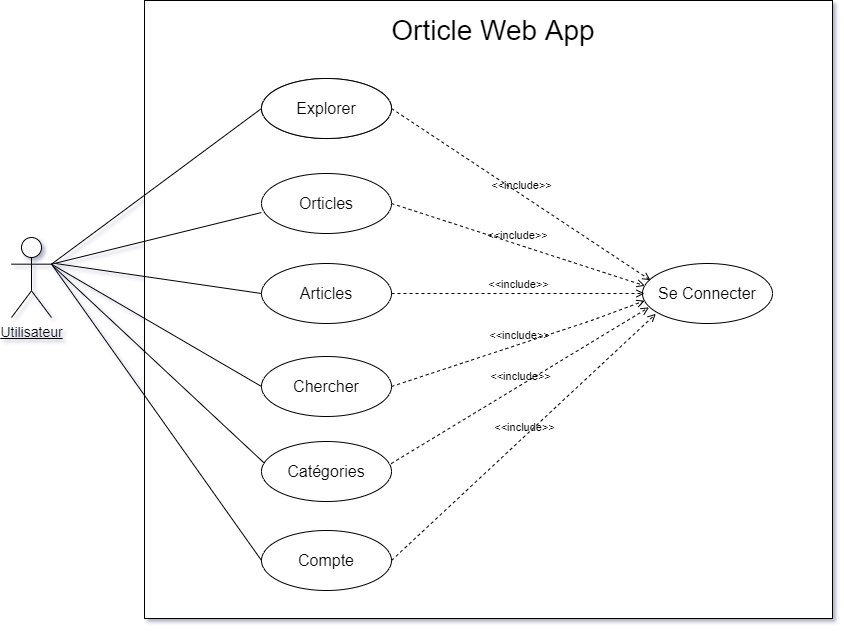 Orticle Web App
Explorer
<<include>>
Orticles
<<include>>
Utilisateur
Articles
<<include>>
Se Connecter
Chercher
<<include>>
<<include>>
Catégories
<<include>>
Compte